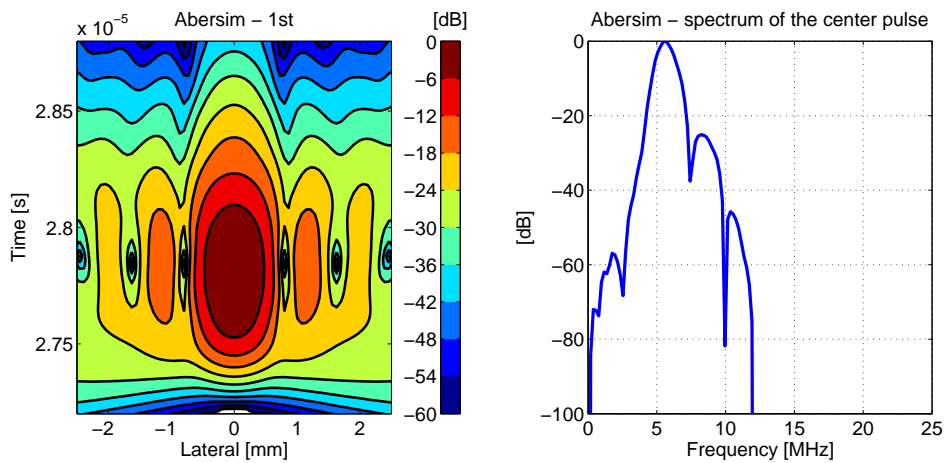 Abersim – 1st
[dB]
x 10⁻⁵
2.85
2.8
2.75
Time [s]
−2 −1 0 1 2
Lateral [mm]
0
−6
−12
−18
−24
−30
−36
−42
−48
−54
−60
Abersim – spectrum of the center pulse
0
−20
−40
−60
−80
−100
[dB]
0 5 10 15 20 25
Frequency [MHz]